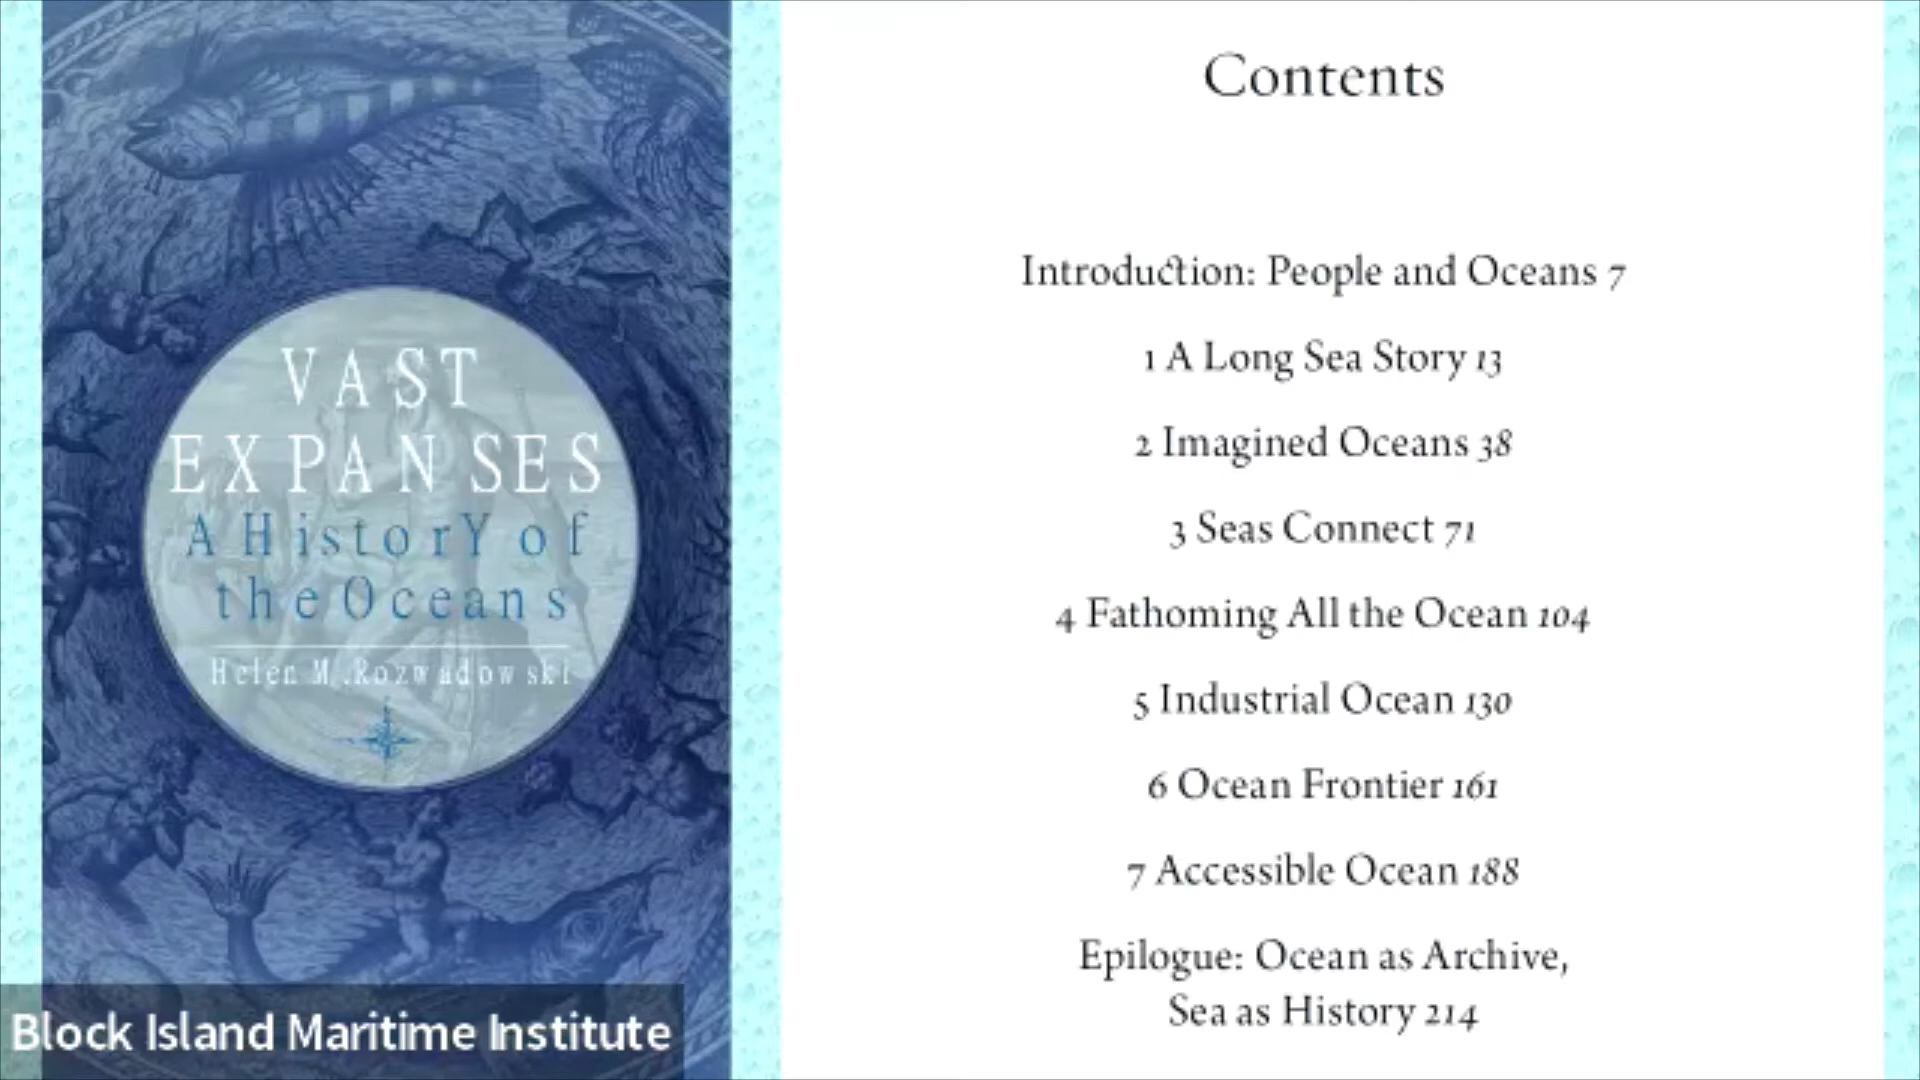 VAST
EXPANSES
A HistorY of
the Oceans
Helen M. Rozwadowski
Block Island Maritime Institute
Contents
Introduction: People and Oceans 7
1 A Long Sea Story 13
2 Imagined Oceans 38
3 Seas Connect 71
4 Fathoming All the Ocean 104
5 Industrial Ocean 130
6 Ocean Frontier 161
7 Accessible Ocean 188
Epilogue: Ocean as Archive,
Sea as History 214